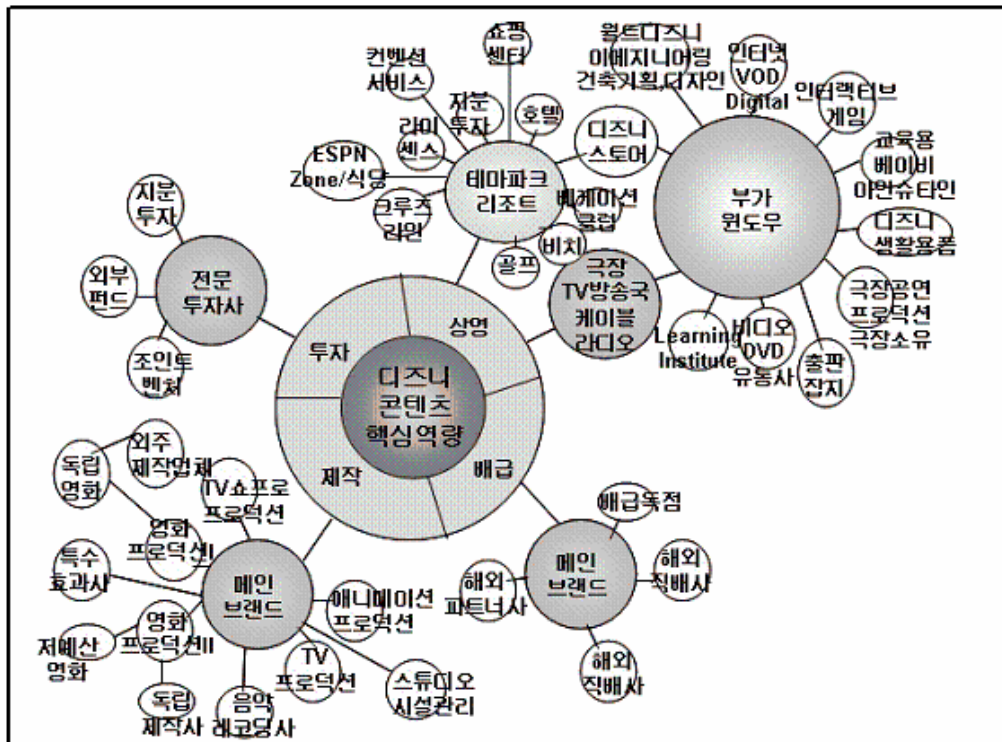 쇼핑
센터
컨벤션
서비스
지분
투자
라이
센스
호텔
ESPN
Zone/식당
크루즈
라인
테마파크
리조트
베케이션
클럽
비치
골프
디즈니
스토어
월트디즈니
이메지니어링
건축기획,디자인
인터넷
VOD
Digital
인터랙티브
게임
교육용
베이비
아인슈타인
부가
윈도우
디즈니
생활용품
극장공연
프로덕션
극장소유
출판
잡지
비디오
DVD
유통사
Learning
Institute
극장
TV방송국
케이블
라디오
지분
투자
외부
펀드
조인트
벤처
전문
투자사
투자
상영
제작
배급
디즈니
콘텐츠
핵심역량
독립
영화
외주
제작업체
TV쇼프로
프로덕션
영화
프로덕션I
특수
효과사
메인
브랜드
영화
프로덕션II
저예산
영화
독립
제작사
음악
레코딩사
TV
프로덕션
애니메이션
프로덕션
스튜디오
시설관리
배급독점
메인
브랜드
해외
파트너사
해외
직배사
해외
직배사